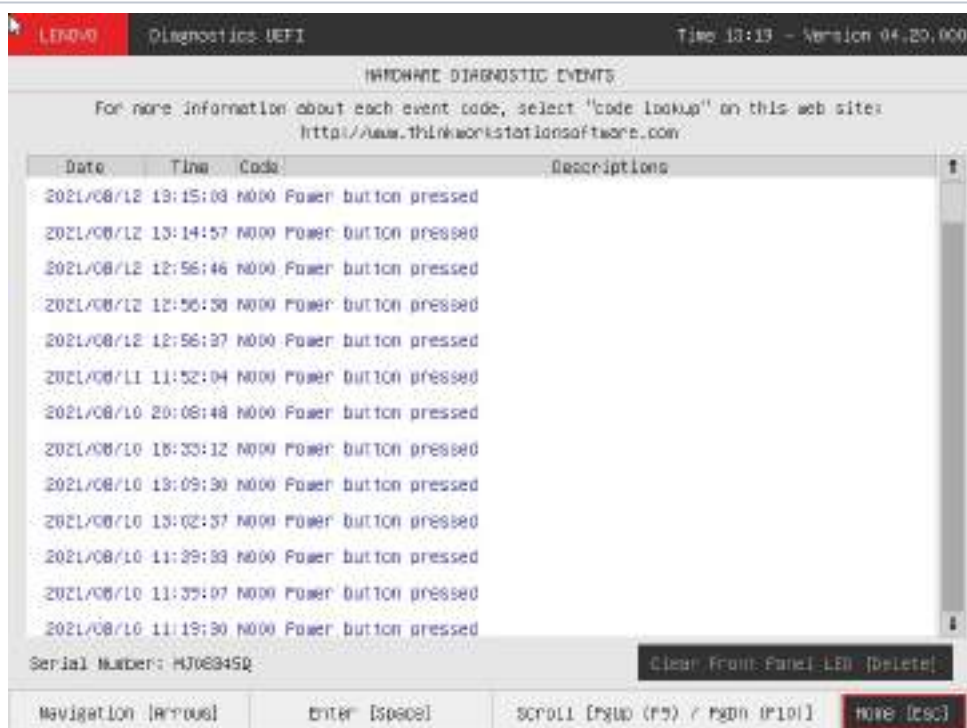 LENOVO Diagnostics UEFI Time 13:19 - Version 04.20.000
HARDWARE DIAGNOSTIC EVENTS
For more information about each event code, select "code lookup" on this web site:
http://www.thinkworkstationsoftware.com
Date Time Code Descriptions
2021/08/12 13:15:03 N000 Power button pressed
2021/08/12 13:14:57 N000 Power button pressed
2021/08/12 12:56:46 N000 Power button pressed
2021/08/12 12:56:38 N000 Power button pressed
2021/08/12 12:56:37 N000 Power button pressed
2021/08/11 11:52:04 N000 Power button pressed
2021/08/10 20:08:48 N000 Power button pressed
2021/08/10 N000 Power button pressed
2021/08/10 13:09:30 N000 Power button pressed
2021/08/10 13:02:37 N000 Power button pressed
2021/08/10 11:39:33 N000 Power button pressed
2021/08/10 11:39:07 N000 Power button pressed
2021/08/10 11:19:30 N000 Power button pressed
Serial Number: Clear Front Panel LED [Delete]
Navigation [Arrows] Enter [Space] Scroll [PgUp (F9) / PgDn (F10)] Home [Esc]